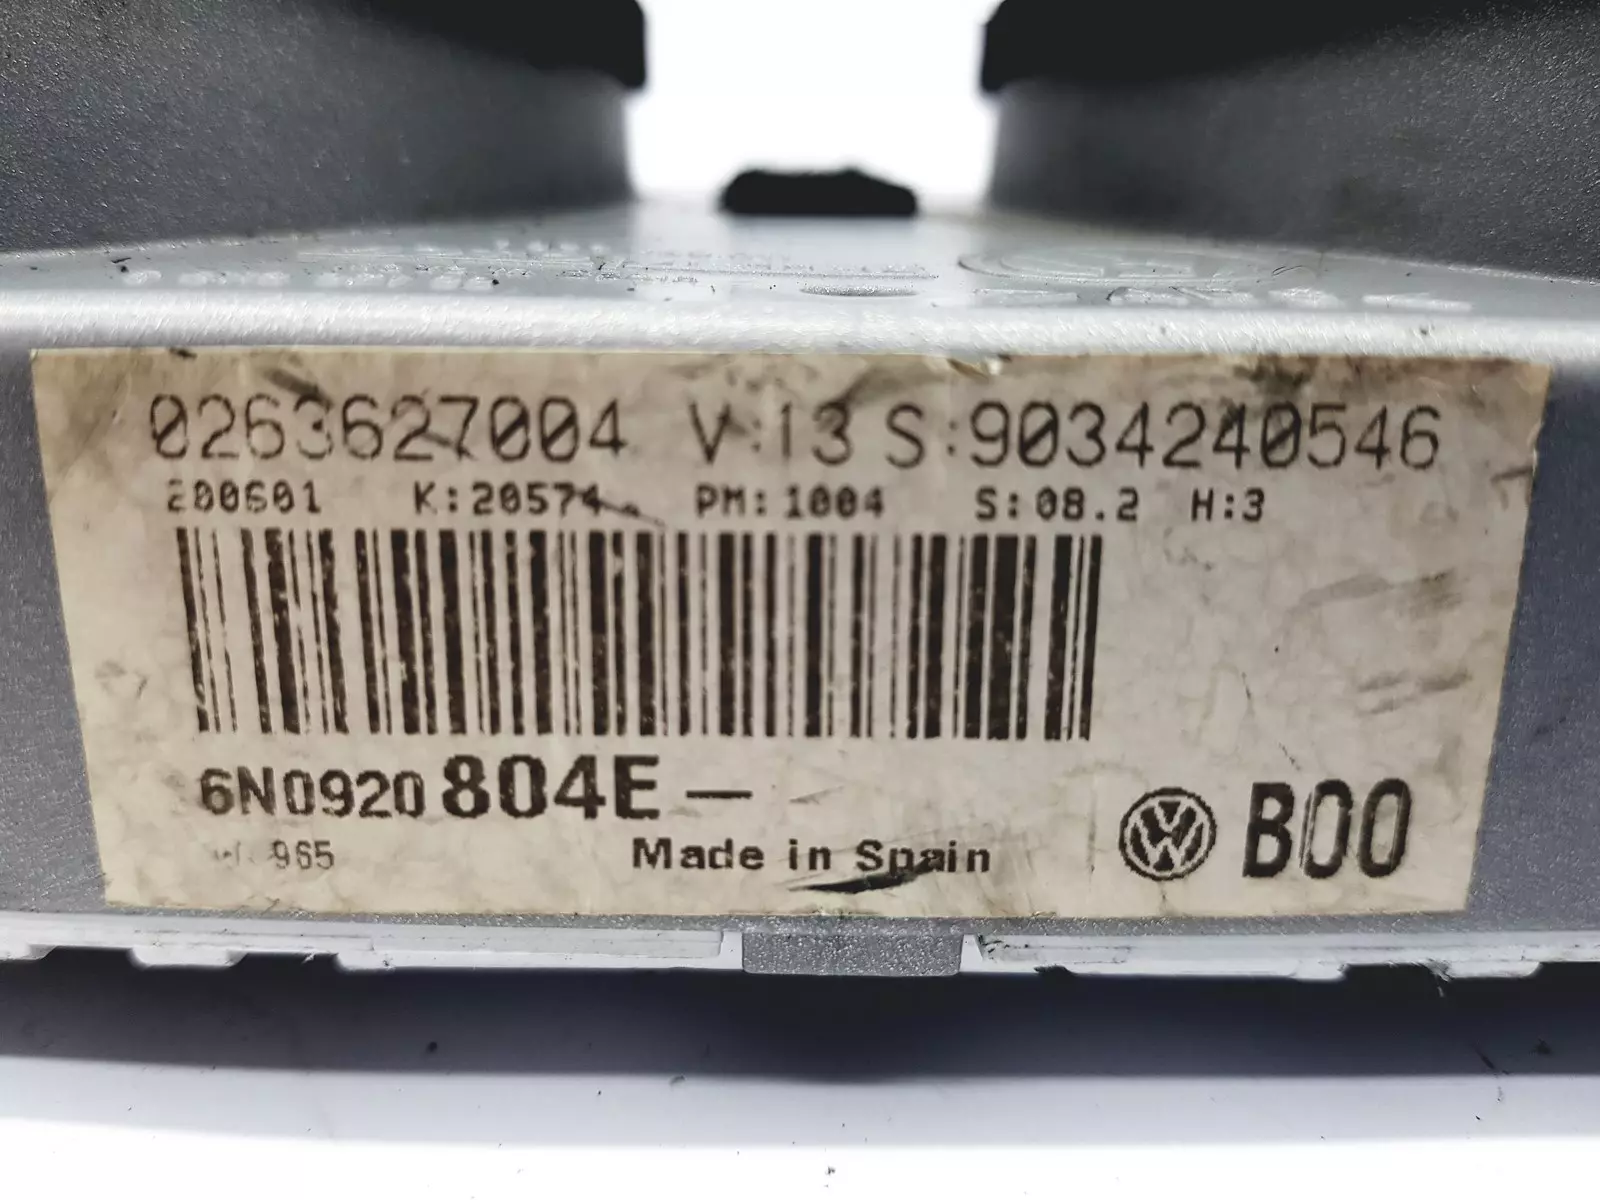 0263627004 V:13 S:9034240546
200601 K:20574 PM:1004 S:08.2 H:3
6N0920 804E –
965 Made in Spain B00